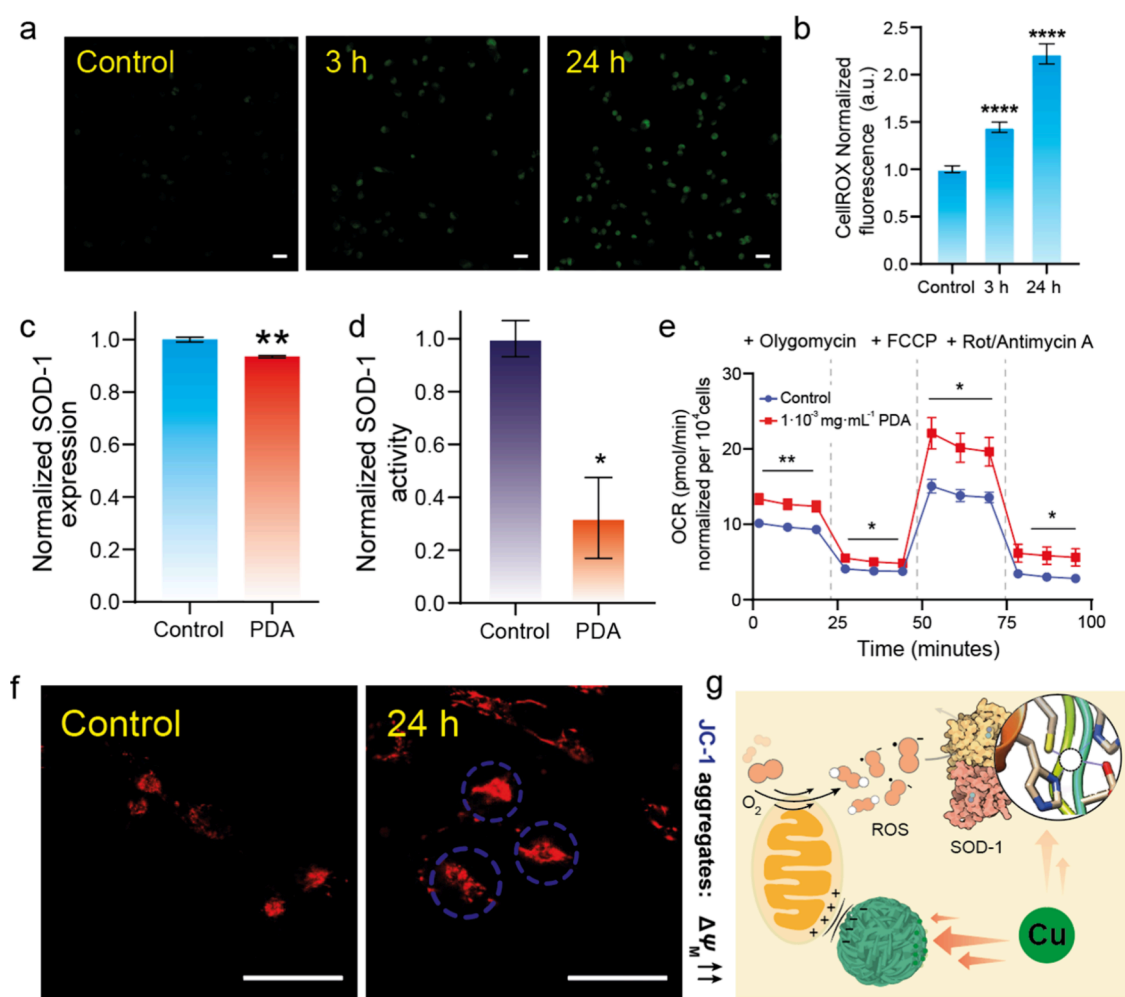 a
Control
3 h
24 h
b
CellROX Normalized
fluorescence (a.u.)
2.5
2.0
1.5
1.0
0.5
0.0
****
****
Control
3 h
24 h
c
Normalized SOD-1
expression
1.0
0.8
0.6
0.4
0.2
0.0
**
Control
PDA
d
Normalized SOD-1
activity
1.0
0.8
0.6
0.4
0.2
0.0
*
Control
PDA
e
+ Olygomycin
+ FCCP
+ Rot/Antimycin A
OCR (pmol/min)
normalized per 10⁴cells
30
20
10
0
Control
1·10⁻³ mg·mL⁻¹ PDA
**
*
*
*
0
25
50
75
100
Time (minutes)
f
Control
24 h
JC-1 aggregates: ΔΨM ↑↑
g
O₂
ROS
SOD-1
+ + + +
- - - -
Cu